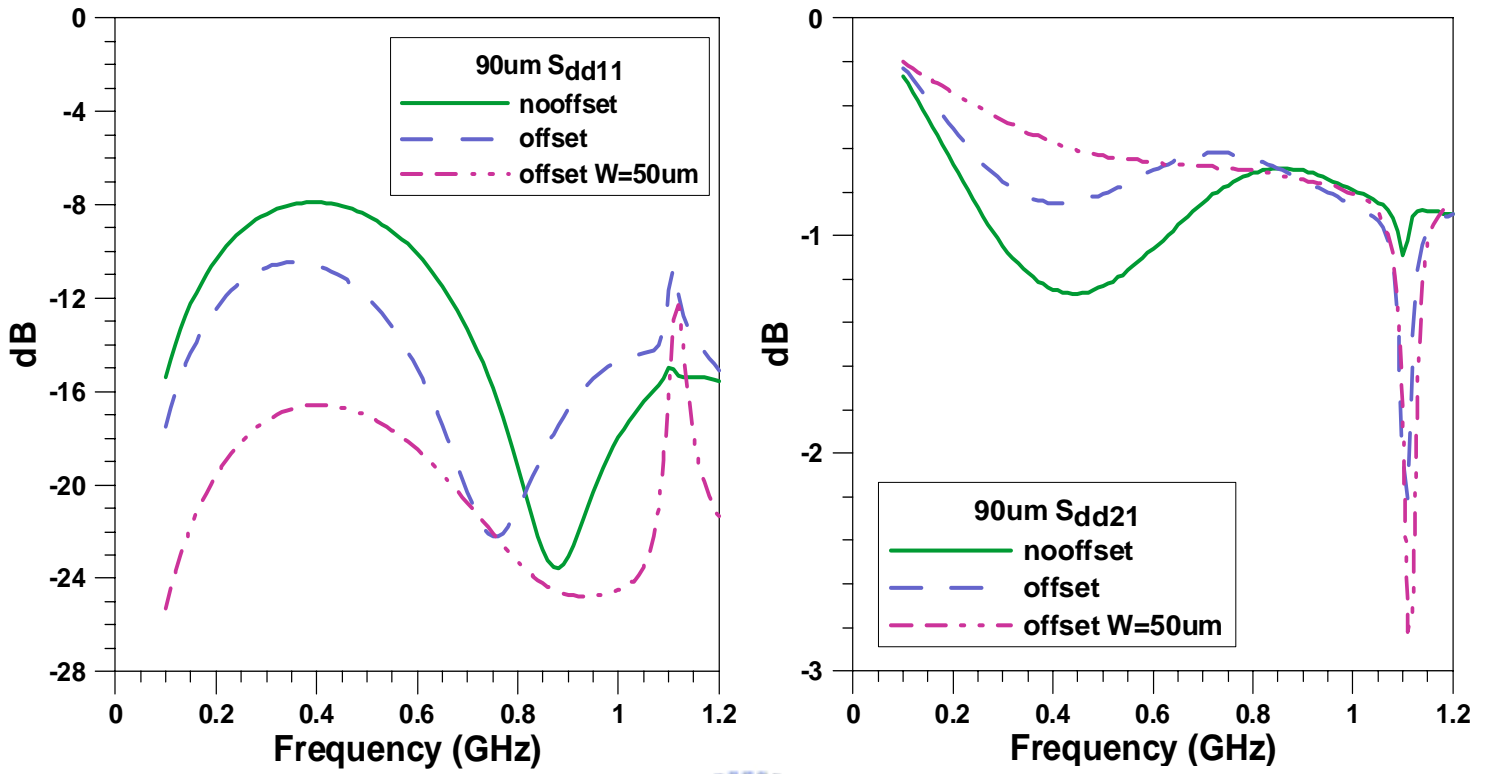 0
-4
-8
-12
-16
-20
-24
-28
dB
0 0.2 0.4 0.6 0.8 1 1.2
Frequency (GHz)
90um Sdd11
nooffset
offset
offset W=50um
0
-1
-2
-3
dB
0 0.2 0.4 0.6 0.8 1 1.2
Frequency (GHz)
90um Sdd21
nooffset
offset
offset W=50um